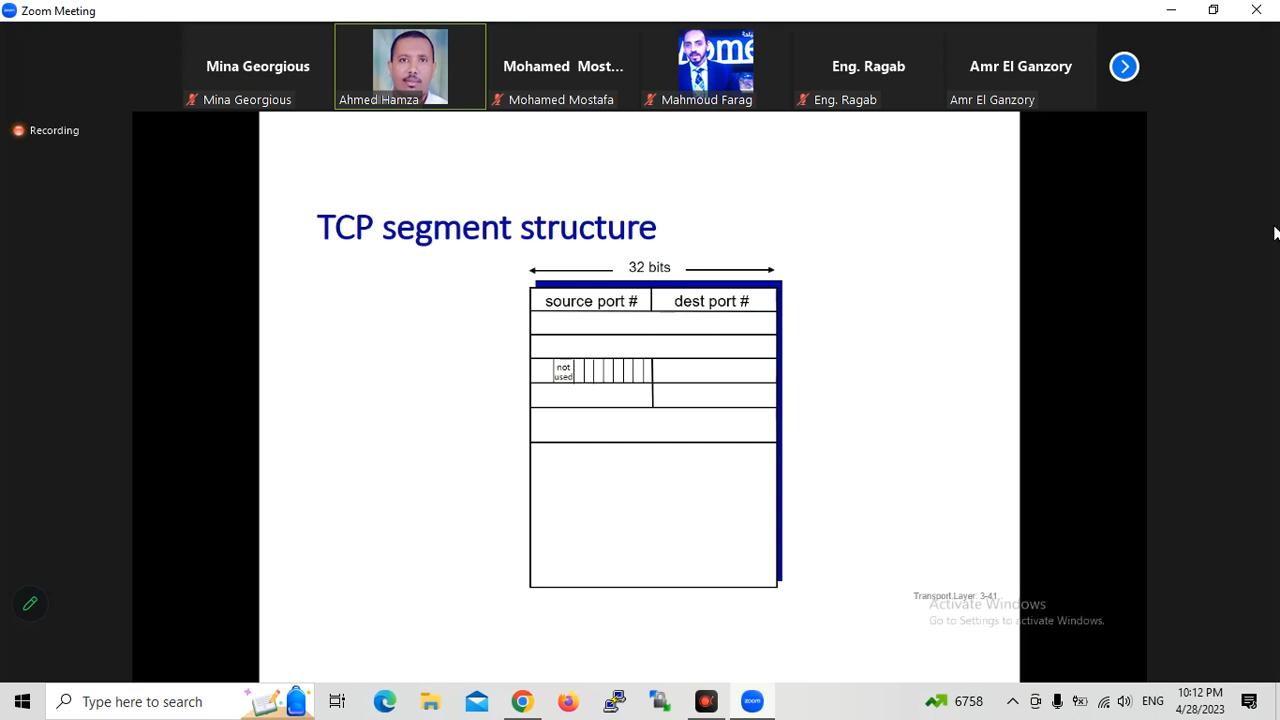 Zoom Meeting
Mina Georgious
Mohamed Most...
Eng. Ragab
Amr El Ganzory
Mina Georgious
Ahmed Hamza
Mohamed Mostafa
Mahmoud Farag
Eng. Ragab
Amr El Ganzory
Recording
TCP segment structure
32 bits
source port #
dest port #
not
used
Transport Layer 3-41
Activate Windows
Go to Settings to activate Windows.
Type here to search
zoom
6758
ENG
10:12 PM
4/28/2023